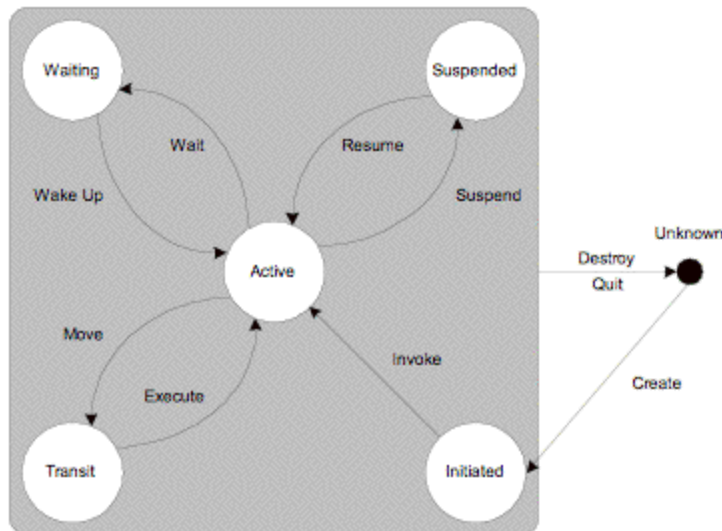 Waiting
Suspended
Wait
Resume
Wake Up
Suspend
Unknown
Active
Destroy
Quit
Move
Invoke
Create
Execute
Transit
Initiated